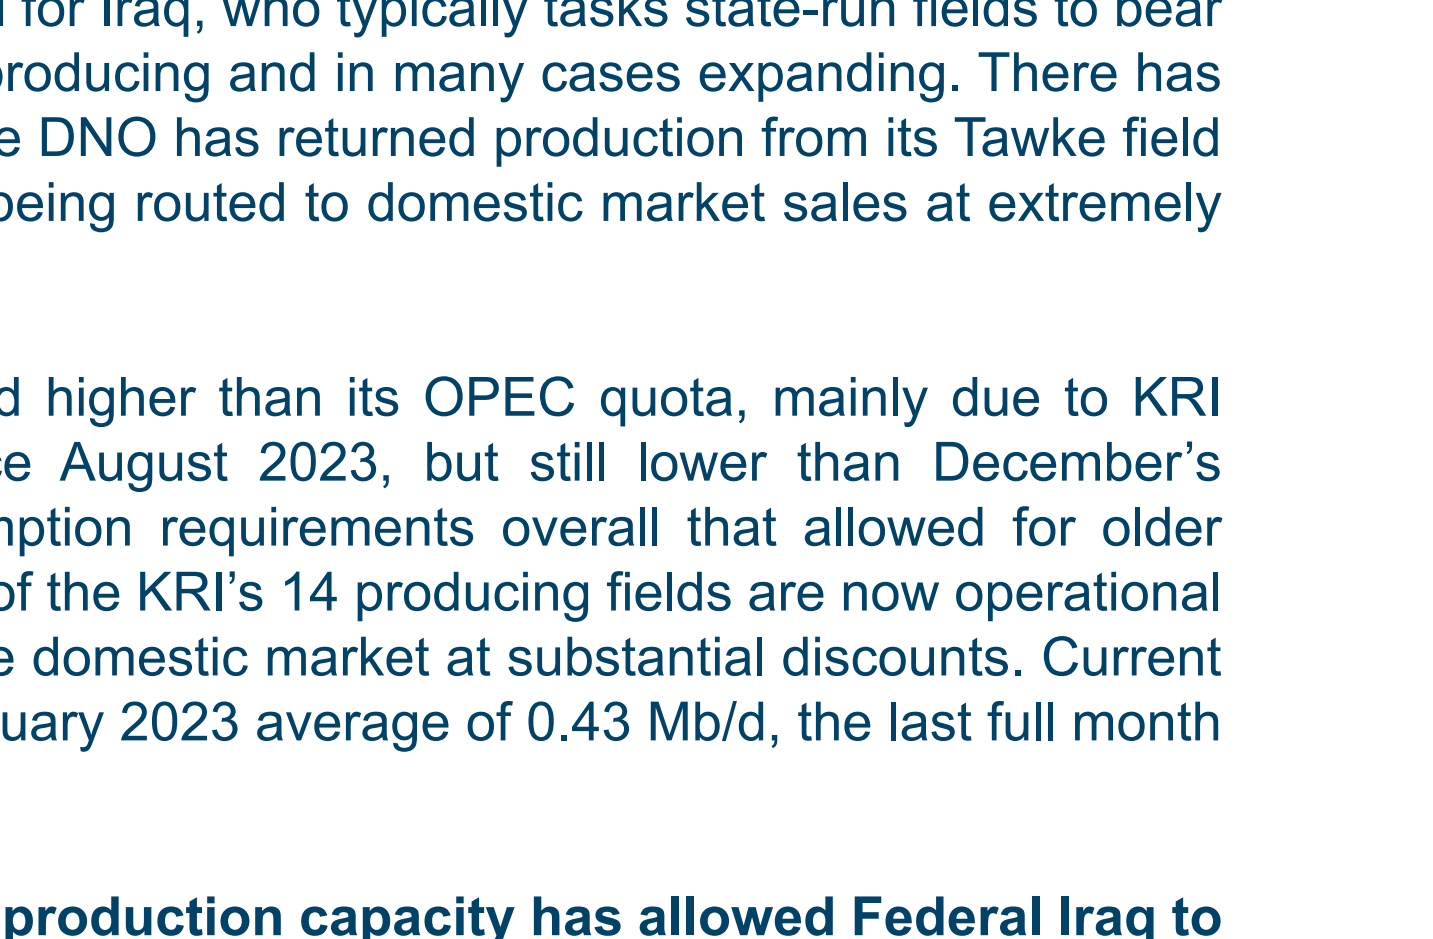 for Iraq, who typically tasks state-run fields to bear
producing and in many cases expanding. There has
DNO has returned production from its Tawke field
being routed to domestic market sales at extremely
higher than its OPEC quota, mainly due to KRI
August 2023, but still lower than December’s
requirements overall that allowed for older
of the KRI’s 14 producing fields are now operational
domestic market at substantial discounts. Current
2023 average of 0.43 Mb/d, the last full month
production capacity has allowed Federal Iraq to